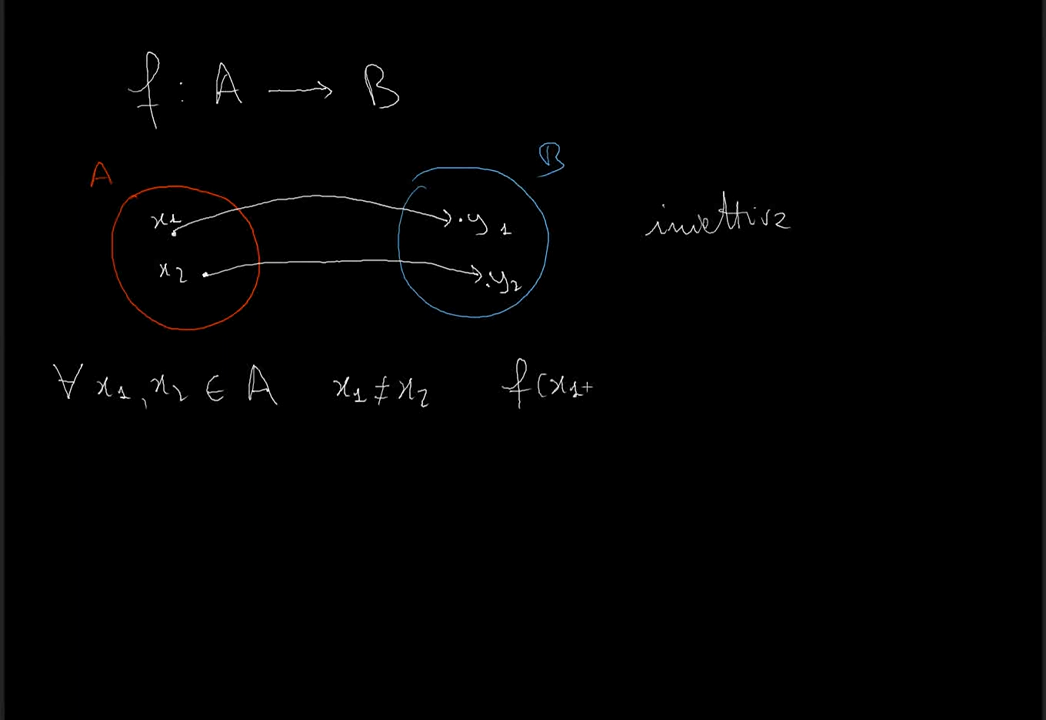 f : A → B
A
B
x1
y1
x2
y2
iniettiva
∀ x1, x2 ∈ A x1 ≠ x2 f(x1